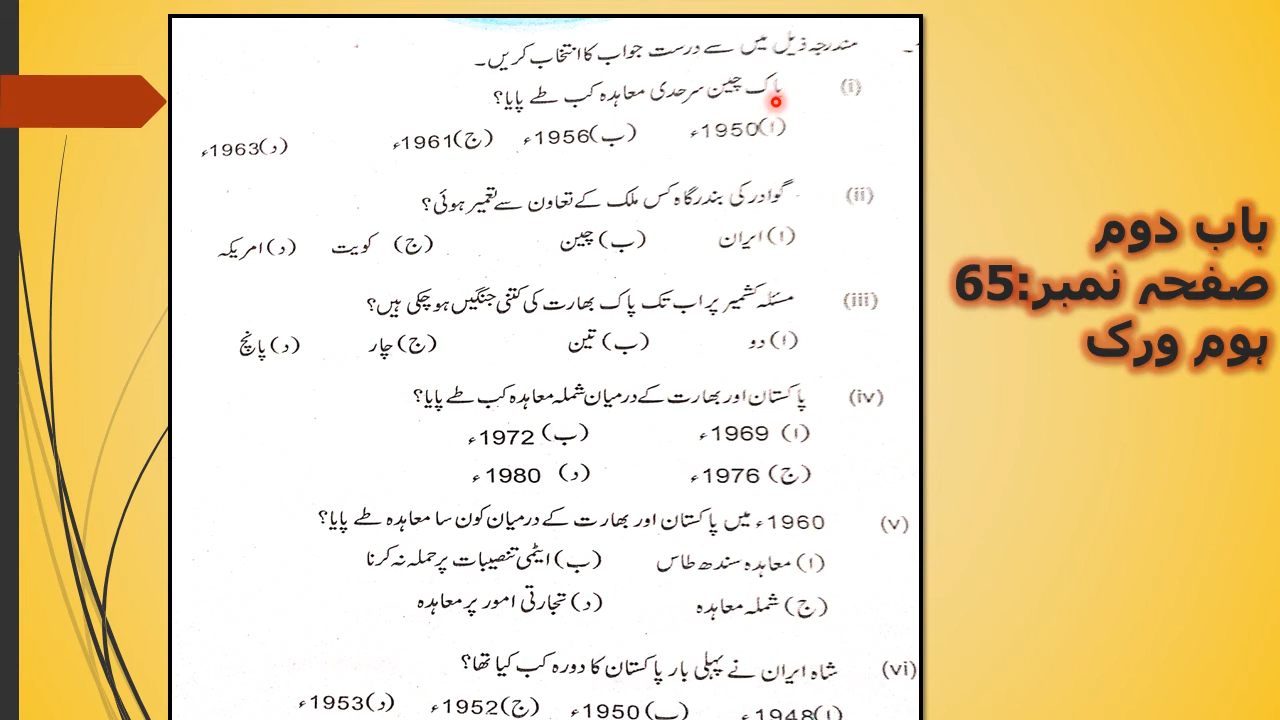 مندرجہ ذیل میں سے درست جواب کا انتخاب کریں۔
(i) پاک چین سرحدی معاہدہ کب طے پایا؟
(ا) 1950ء (ب) 1956ء (ج) 1961ء (د) 1963ء
(ii) گوادر کی بندرگاہ کس ملک کے تعاون سے تعمیر ہوئی؟
(ا) ایران (ب) چین (ج) کویت (د) امریکہ
(iii) مسئلہ کشمیر پر اب تک پاک بھارت کی کتنی جنگیں ہو چکی ہیں؟
(ا) دو (ب) تین (ج) چار (د) پانچ
(iv) پاکستان اور بھارت کے درمیان شملہ معاہدہ کب طے پایا؟
(ا) 1969ء (ب) 1972ء
(ج) 1976ء (د) 1980ء
(v) 1960ء میں پاکستان اور بھارت کے درمیان کون سا معاہدہ طے پایا؟
(ا) معاہدہ سندھ طاس (ب) ایٹمی تنصیبات پر حملہ نہ کرنا
(ج) شملہ معاہدہ (د) تجارتی امور پر معاہدہ
(vi) شاہ ایران نے پہلی بار پاکستان کا دورہ کب کیا تھا؟
(ا) 1948ء (ب) 1950ء (ج) 1952ء (د) 1953ء
باب دوم
صفحہ نمبر:65
ہوم ورک